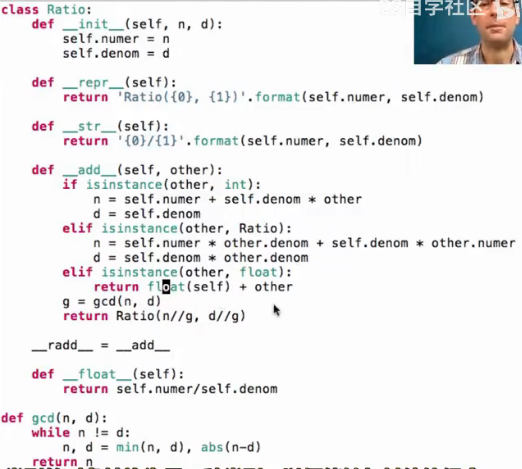 自学社区
class Ratio:
    def __init__(self, n, d):
        self.numer = n
        self.denom = d

    def __repr__(self):
        return 'Ratio({0}, {1})'.format(self.numer, self.denom)

    def __str__(self):
        return '{0}/{1}'.format(self.numer, self.denom)

    def __add__(self, other):
        if isinstance(other, int):
            n = self.numer + self.denom * other
            d = self.denom
        elif isinstance(other, Ratio):
            n = self.numer * other.denom + self.denom * other.numer
            d = self.denom * other.denom
        elif isinstance(other, float):
            return float(self) + other
        g = gcd(n, d)
        return Ratio(n//g, d//g)

    __radd__ = __add__

    def __float__(self):
        return self.numer/self.denom

def gcd(n, d):
    while n != d:
        n, d = min(n, d), abs(n-d)
    return n